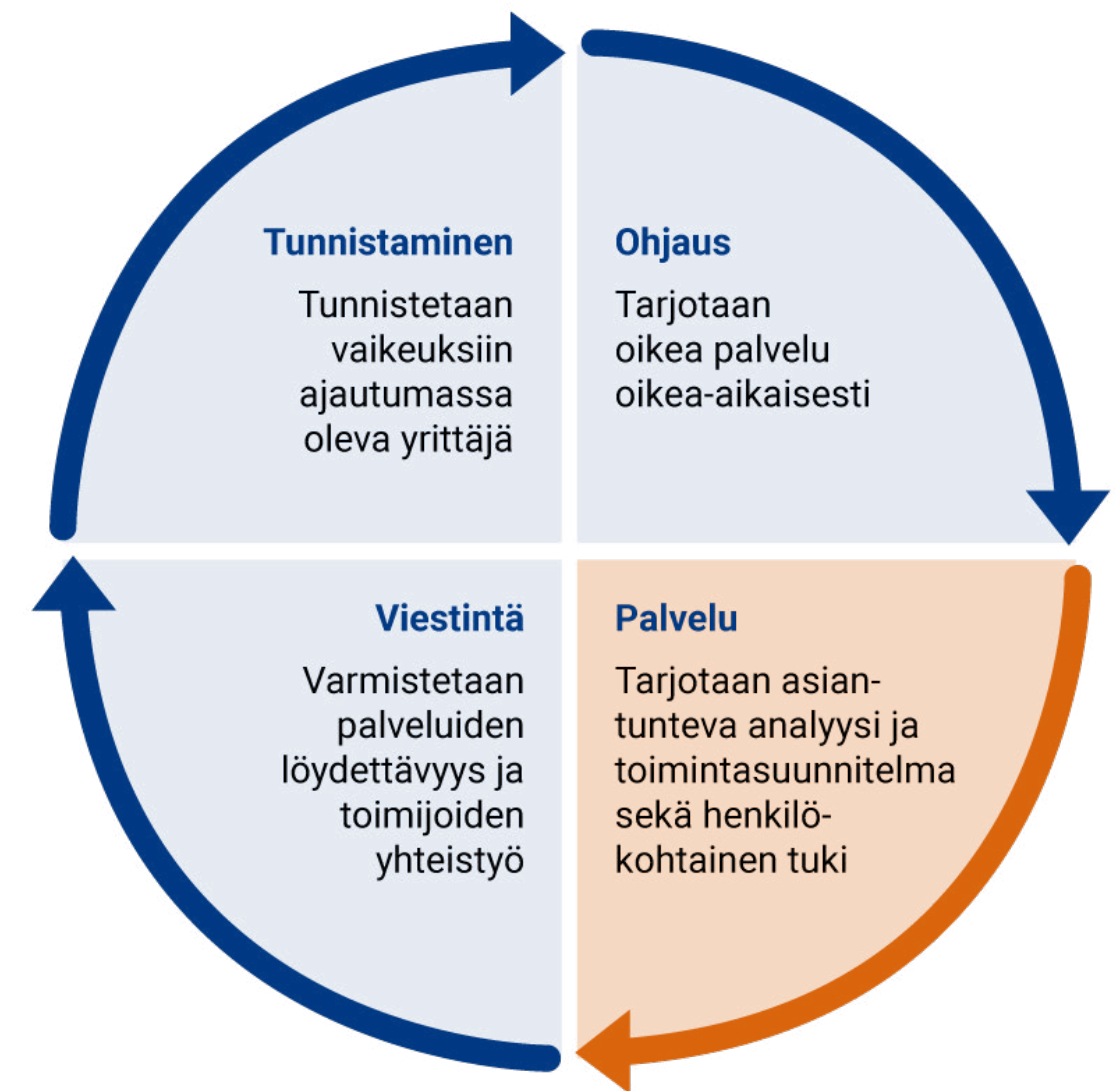 Tunnistaminen
Tunnistetaan
vaikeuksiin
ajautumassa
oleva yrittäjä
Ohjaus
Tarjotaan
oikea palvelu
oikea-aikaisesti
Palvelu
Tarjotaan asian-
tunteva analyysi ja
toimintasuunnitelma
sekä henkilö-
kohtainen tuki
Viestintä
Varmistetaan
palveluiden
löydettävyys ja
toimijoiden
yhteistyö